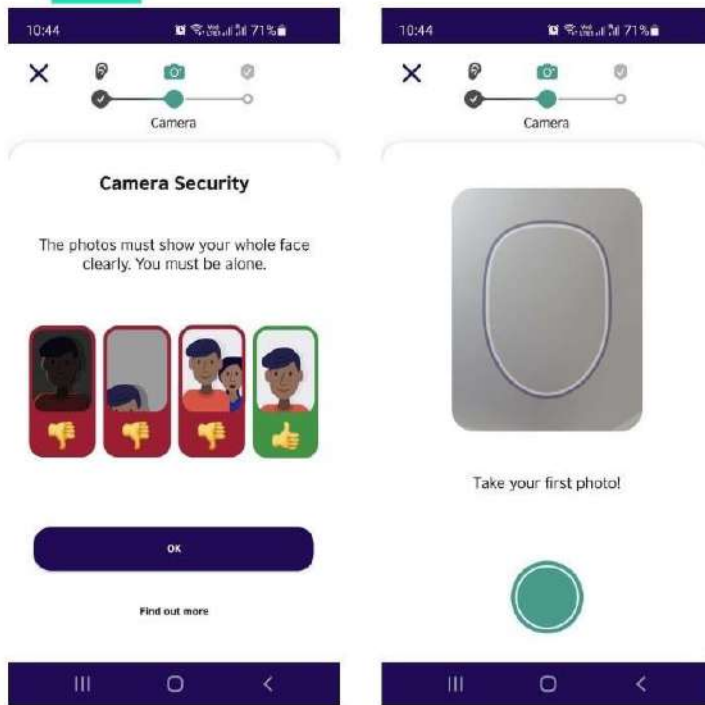 10:44
71%
Camera
Camera Security
The photos must show your whole face
clearly. You must be alone.
OK
Find out more
10:44
71%
Camera
Take your first photo!